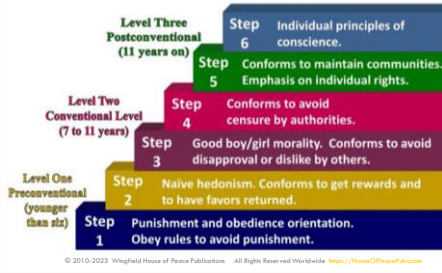 Level Three
Postconventional
(11 years on)
Step
6
Individual principles of
conscience.
Step
5
Conforms to maintain communities.
Emphasis on individual rights.
Level Two
Conventional Level
(7 to 11 years)
Step
4
Conforms to avoid
censure by authorities.
Step
3
Good boy/girl morality. Conforms to avoid
disapproval or dislike by others.
Level One
Preconventional
(younger
than six)
Step
2
Naïve hedonism. Conforms to get rewards and
to have favors returned.
Step
1
Punishment and obedience orientation.
Obey rules to avoid punishment.
© 2010-2023 Wingfield House of Peace Publications All Rights Reserved Worldwide https://HouseOfPeacePubs.com